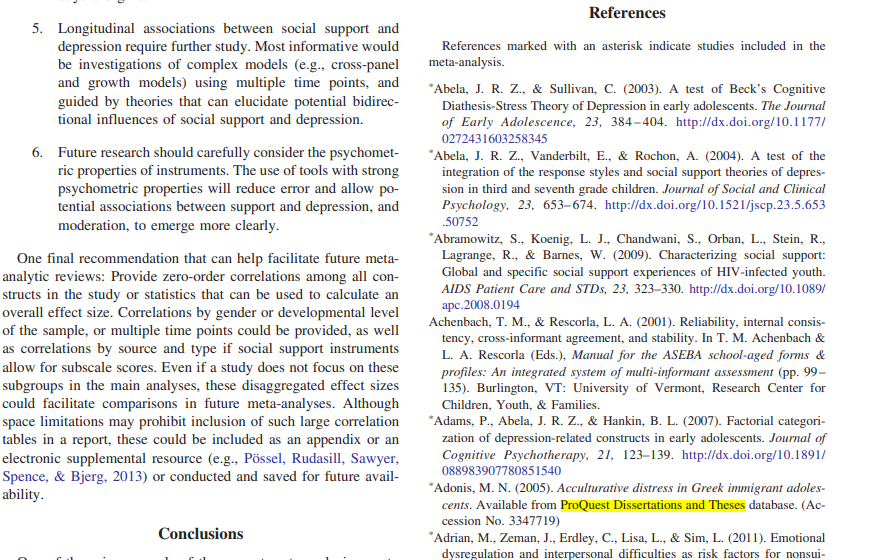 5. Longitudinal associations between social support and
depression require further study. Most informative would
be investigations of complex models (e.g., cross-panel
and growth models) using multiple time points, and
guided by theories that can elucidate potential bidirec-
tional influences of social support and depression.
6. Future research should carefully consider the psychomet-
ric properties of instruments. The use of tools with strong
psychometric properties will reduce error and allow po-
tential associations between support and depression, and
moderation, to emerge more clearly.
One final recommendation that can help facilitate future meta-
analytic reviews: Provide zero-order correlations among all con-
structs in the study or statistics that can be used to calculate an
overall effect size. Correlations by gender or developmental level
of the sample, or multiple time points could be provided, as well
as correlations by source and type if social support instruments
allow for subscale scores. Even if a study does not focus on these
subgroups in the main analyses, these disaggregated effect sizes
could facilitate comparisons in future meta-analyses. Although
space limitations may prohibit inclusion of such large correlation
tables in a report, these could be included as an appendix or an
electronic supplemental resource (e.g., Pössel, Rudasill, Sawyer,
Spence, & Bjerg, 2013) or conducted and saved for future avail-
ability.
Conclusions
References
References marked with an asterisk indicate studies included in the
meta-analysis.
*Abela, J. R. Z., & Sullivan, C. (2003). A test of Beck's Cognitive
Diathesis-Stress Theory of Depression in early adolescents. The Journal
of Early Adolescence, 23, 384–404. http://dx.doi.org/10.1177/
0272431603258345
*Abela, J. R. Z., Vanderbilt, E., & Rochon, A. (2004). A test of the
integration of the response styles and social support theories of depres-
sion in third and seventh grade children. Journal of Social and Clinical
Psychology, 23, 653–674. http://dx.doi.org/10.1521/jscp.23.5.653
.50752
*Abramowitz, S., Koenig, L. J., Chandwani, S., Orban, L., Stein, R.,
Lagrange, R., & Barnes, W. (2009). Characterizing social support:
Global and specific social support experiences of HIV-infected youth.
AIDS Patient Care and STDs, 23, 323–330. http://dx.doi.org/10.1089/
apc.2008.0194
Achenbach, T. M., & Rescorla, L. A. (2001). Reliability, internal consis-
tency, cross-informant agreement, and stability. In T. M. Achenbach &
L. A. Rescorla (Eds.), Manual for the ASEBA school-aged forms &
profiles: An integrated system of multi-informant assessment (pp. 99–
135). Burlington, VT: University of Vermont, Research Center for
Children, Youth, & Families.
*Adams, P., Abela, J. R. Z., & Hankin, B. L. (2007). Factorial categori-
zation of depression-related constructs in early adolescents. Journal of
Cognitive Psychotherapy, 21, 123–139. http://dx.doi.org/10.1891/
088983907780851540
*Adonis, M. N. (2005). Acculturative distress in Greek immigrant adoles-
cents. Available from ProQuest Dissertations and Theses database. (Ac-
cession No. 3347719)
*Adrian, M., Zeman, J., Erdley, C., Lisa, L., & Sim, L. (2011). Emotional
dysregulation and interpersonal difficulties as risk factors for nonsui-